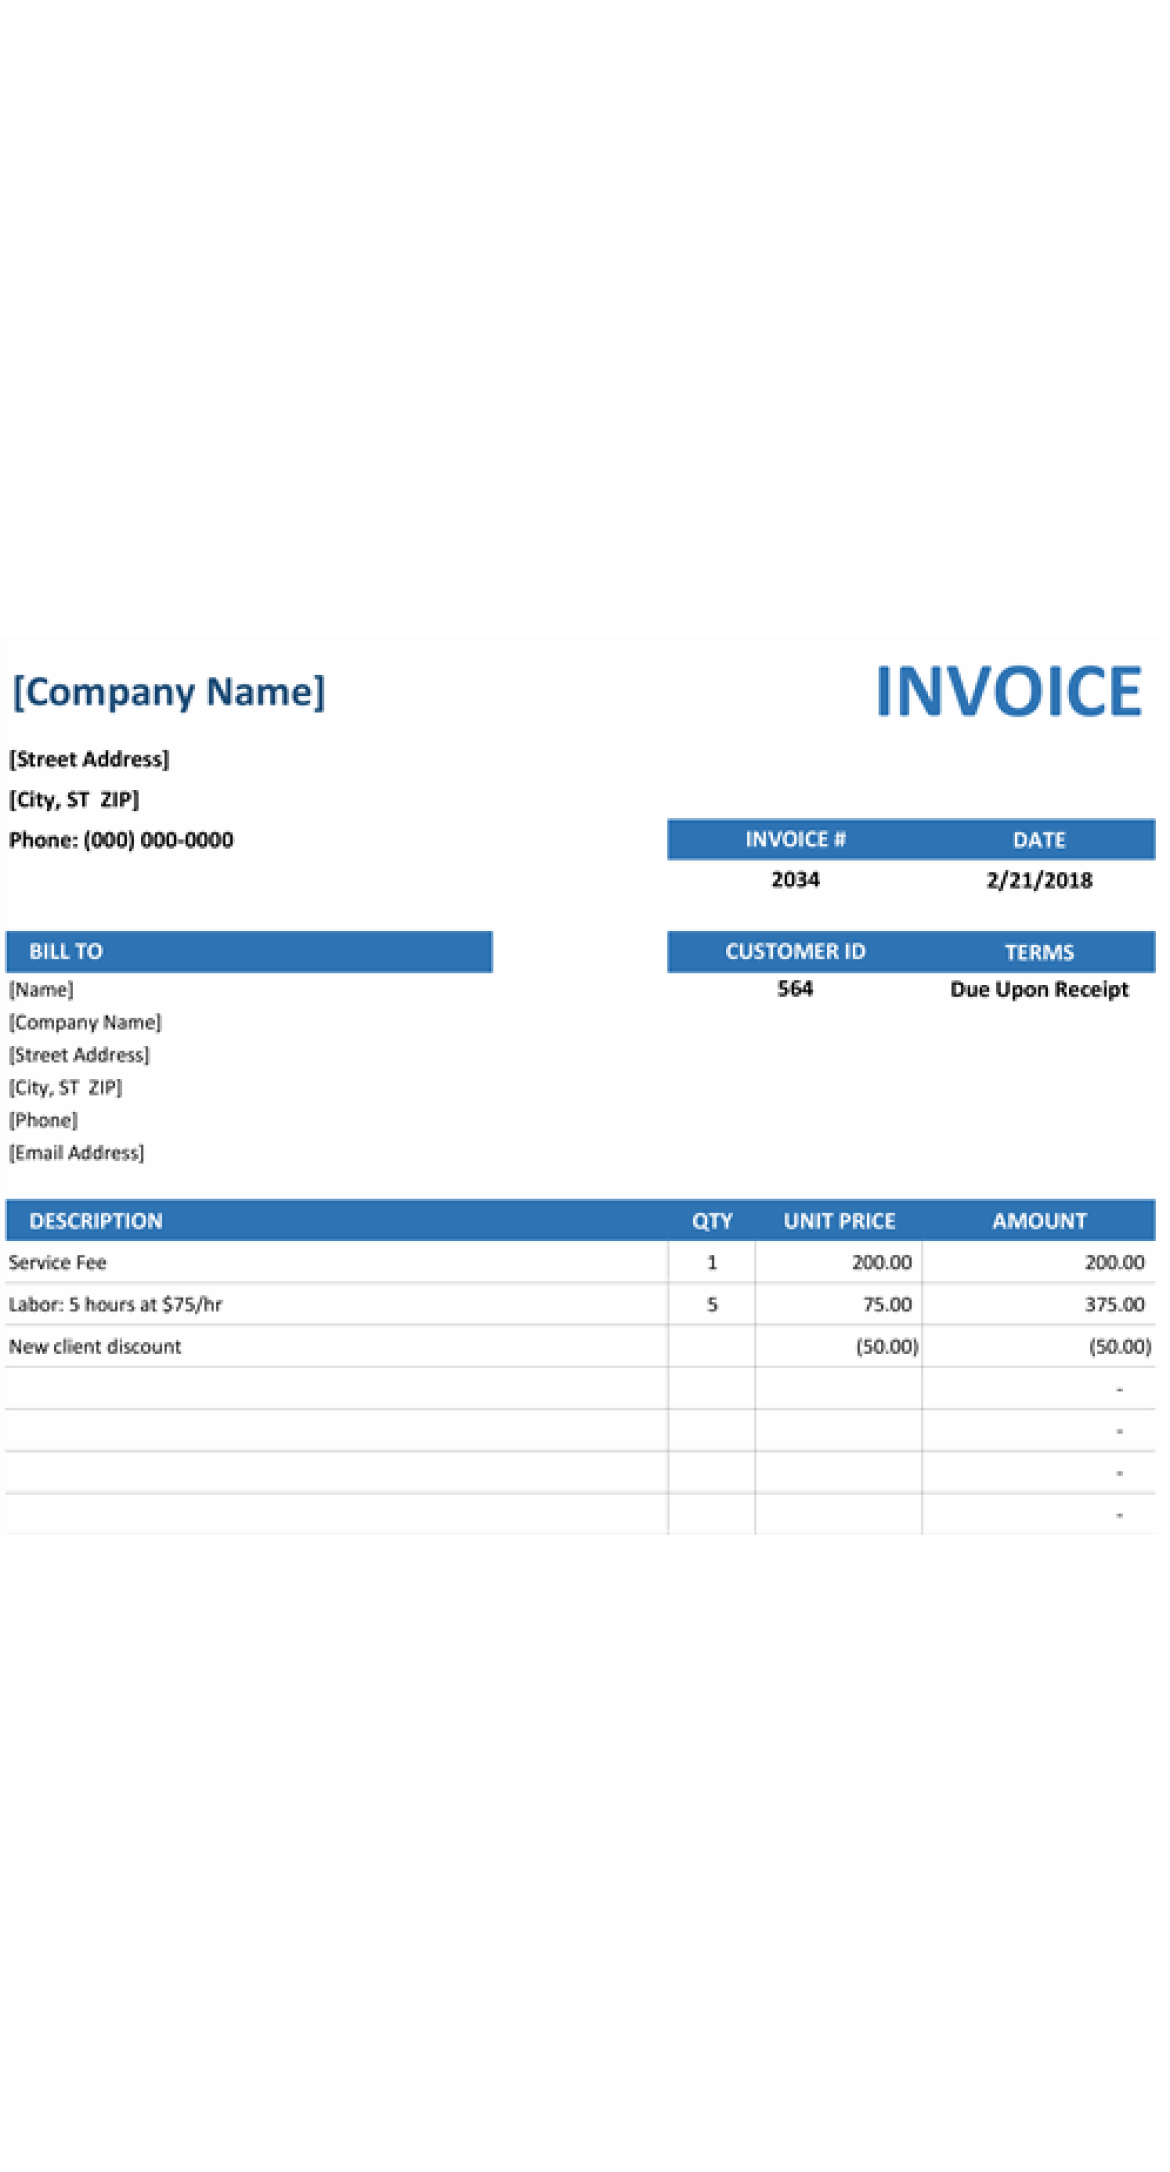 [Company Name] INVOICE
[Street Address]
[City, ST ZIP]
Phone: (000) 000-0000 INVOICE # DATE
2034 2/21/2018
BILL TO CUSTOMER ID TERMS
[Name] 564 Due Upon Receipt
[Company Name]
[Street Address]
[City, ST ZIP]
[Phone]
[Email Address]
DESCRIPTION QTY UNIT PRICE AMOUNT
Service Fee 1 200.00 200.00
Labor: 5 hours at $75/hr 5 75.00 375.00
New client discount (50.00) (50.00)
-
-
-
-